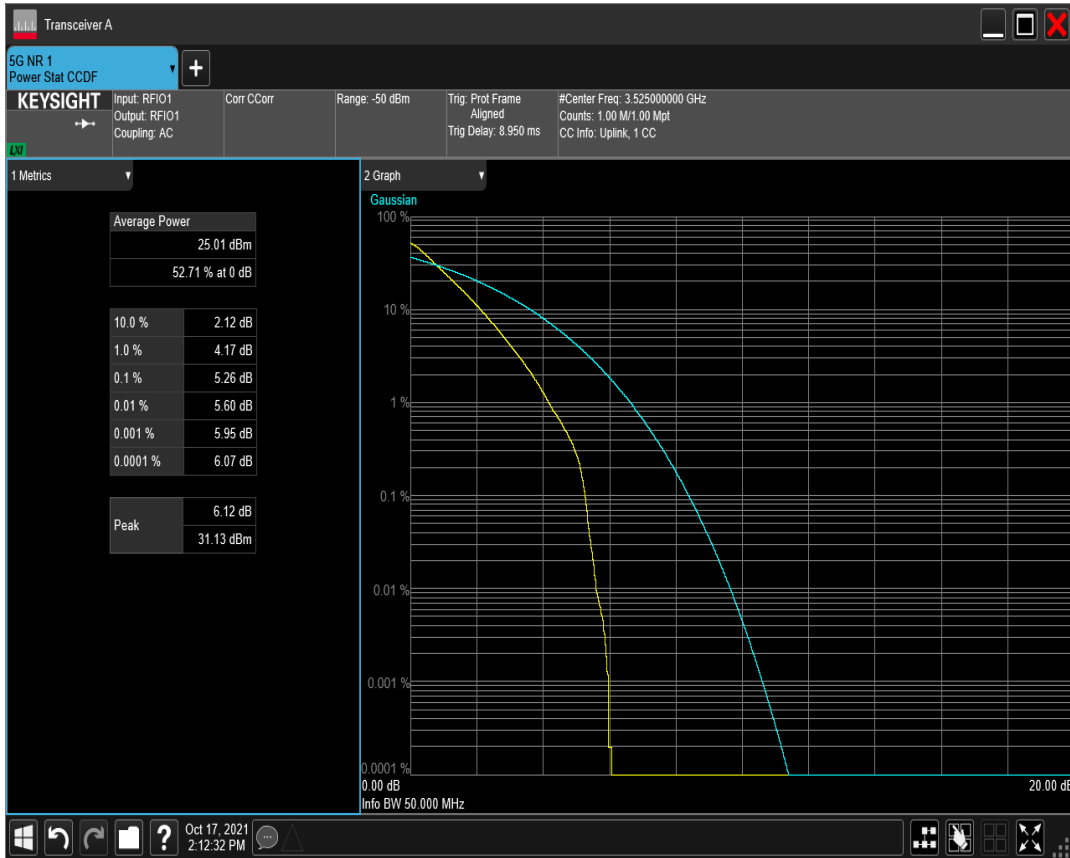 Transceiver A
5G NR 1
Power Stat CCDF
KEYSIGHT
LXI
Input: RFIO1
Output: RFIO1
Coupling: AC
Corr CCorr
Range: -50 dBm
Trig: Prot Frame
Aligned
Trig Delay: 8.950 ms
#Center Freq: 3.525000000 GHz
Counts: 1.00 M/1.00 Mpt
CC Info: Uplink, 1 CC
1 Metrics
Average Power
25.01 dBm
52.71 % at 0 dB
10.0 % 2.12 dB
1.0 % 4.17 dB
0.1 % 5.26 dB
0.01 % 5.60 dB
0.001 % 5.95 dB
0.0001 % 6.07 dB
Peak
6.12 dB
31.13 dBm
2 Graph
Gaussian
100 %
10 %
1 %
0.1 %
0.01 %
0.001 %
0.0001 %
0.00 dB 20.00 dB
Info BW 50.000 MHz
Oct 17, 2021
2:12:32 PM